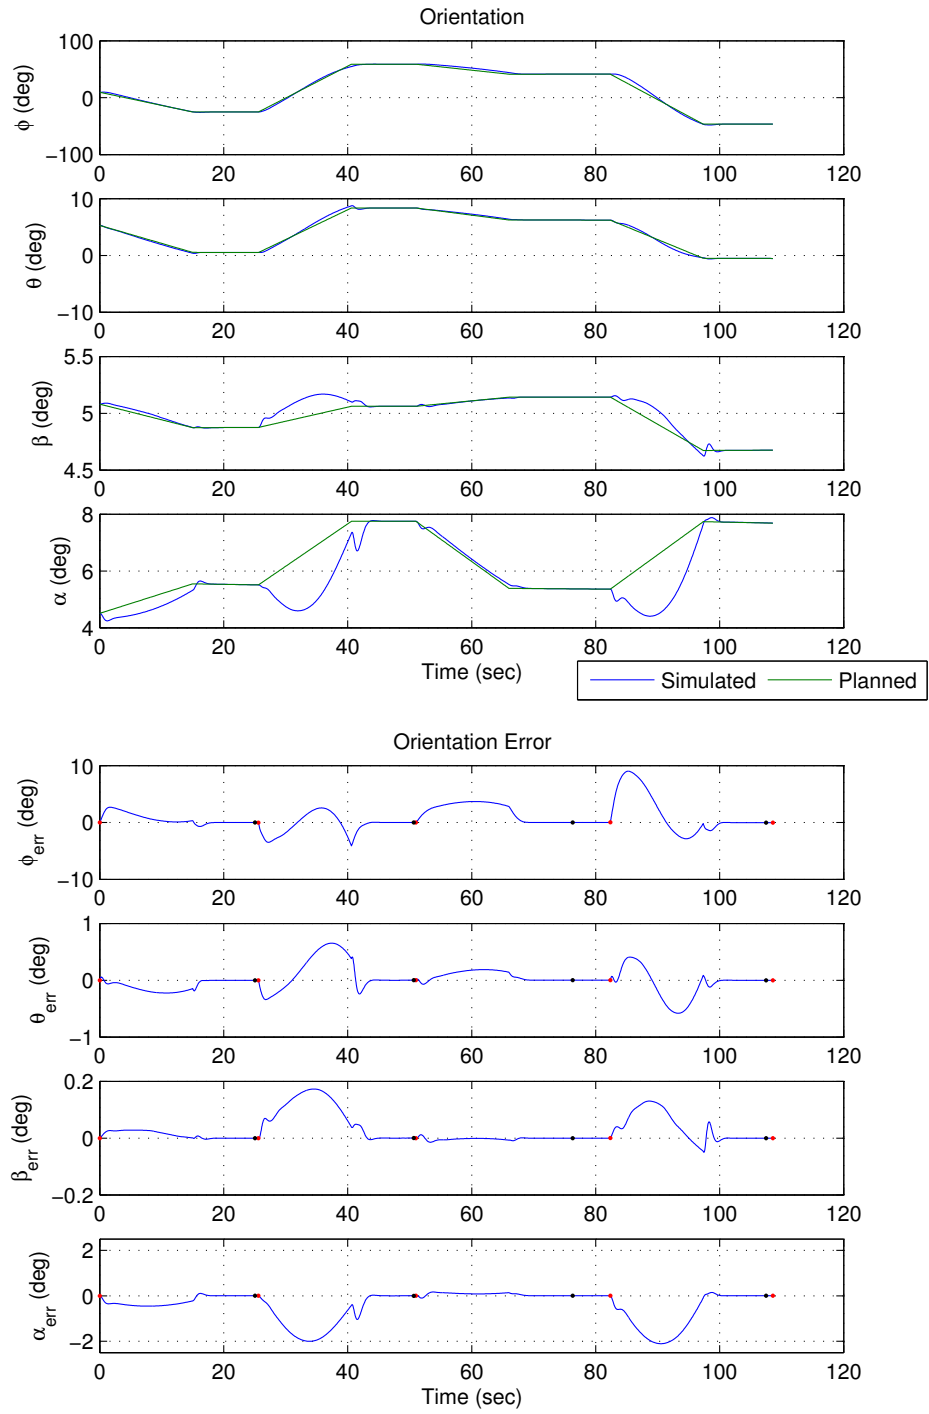 Orientation
φ (deg)
100
0
−100
0 20 40 60 80 100 120
θ (deg)
10
0
−10
0 20 40 60 80 100 120
β (deg)
5.5
5
4.5
0 20 40 60 80 100 120
α (deg)
8
6
4
0 20 40 60 80 100 120
Time (sec)
Simulated Planned
Orientation Error
φerr (deg)
10
0
−10
0 20 40 60 80 100 120
θerr (deg)
1
0
−1
0 20 40 60 80 100 120
βerr (deg)
0.2
0
−0.2
0 20 40 60 80 100 120
αerr (deg)
2
0
−2
0 20 40 60 80 100 120
Time (sec)